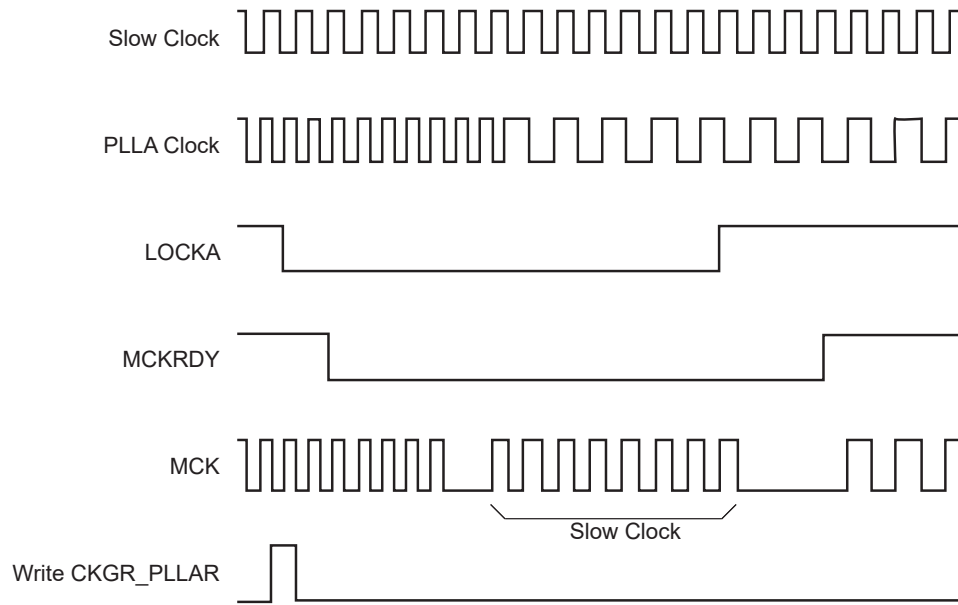 Slow Clock
PLLA Clock
LOCKA
MCKRDY
MCK
Slow Clock
Write CKGR_PLLAR